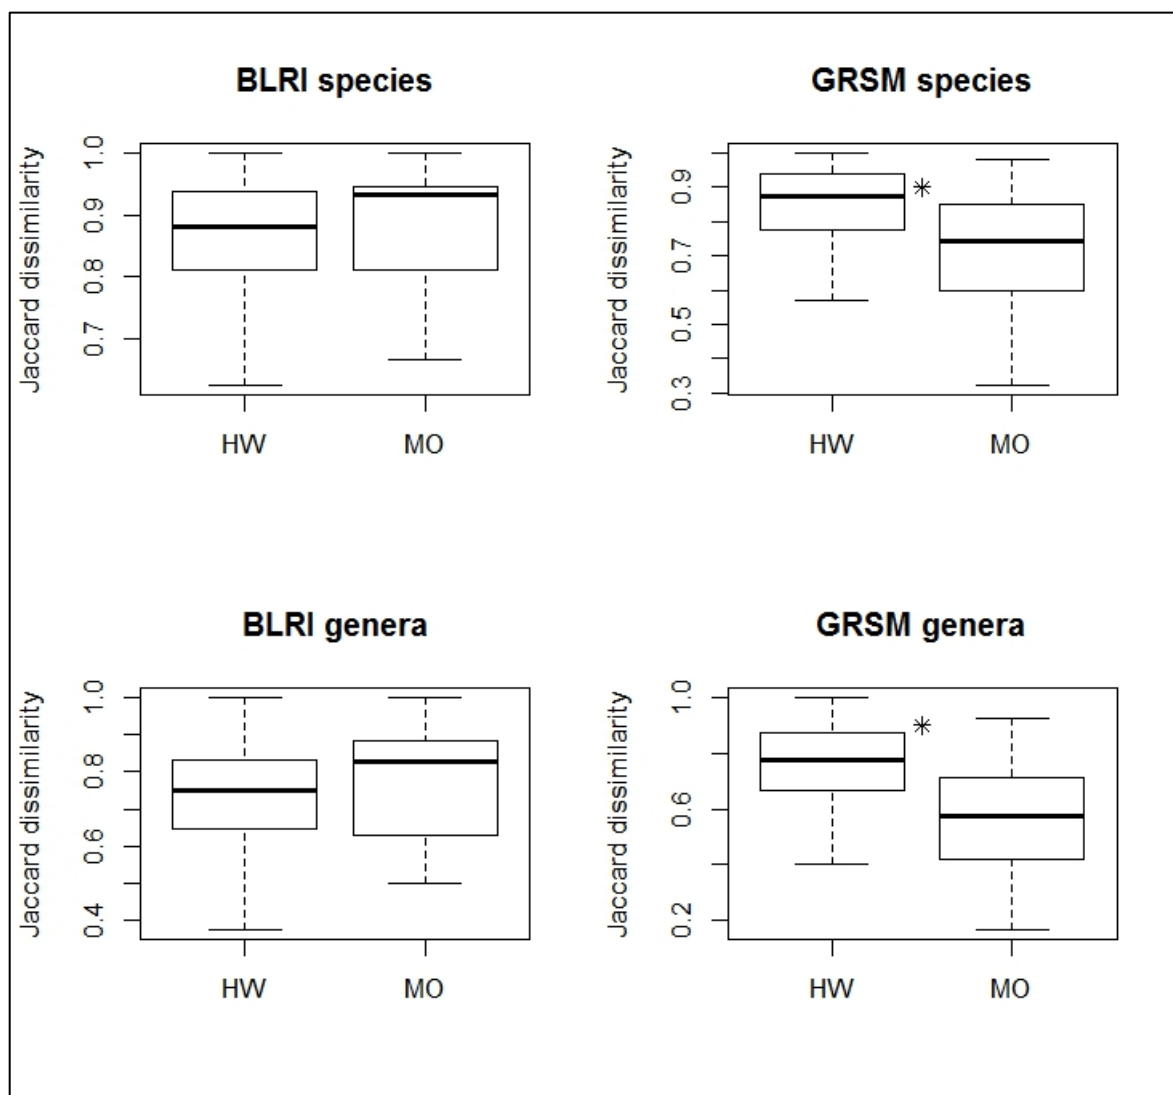 BLRI species
Jaccard dissimilarity
1.0
0.9
0.8
0.7
HW
MO
GRSM species
Jaccard dissimilarity
0.9
0.7
0.5
0.3
*
HW
MO
BLRI genera
Jaccard dissimilarity
1.0
0.8
0.6
0.4
HW
MO
GRSM genera
Jaccard dissimilarity
1.0
0.6
0.2
*
HW
MO